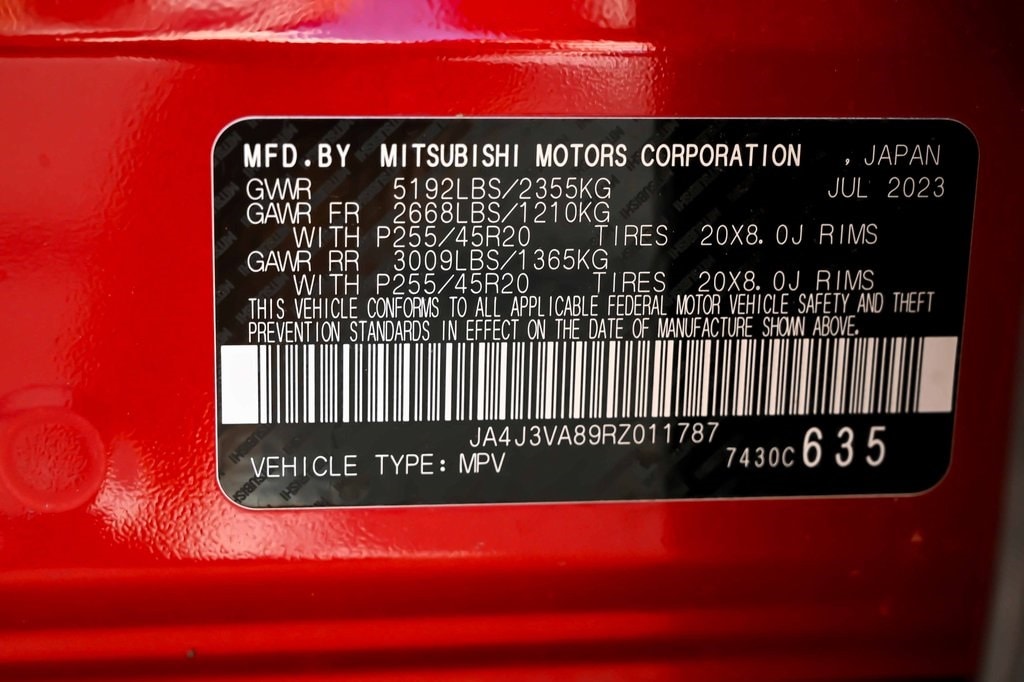 MFD.BY MITSUBISHI MOTORS CORPORATION , JAPAN
GVWR 5192LBS/2355KG JUL 2023
GAWR FR 2668LBS/1210KG
WITH P255/45R20 TIRES 20X8.0J RIMS
GAWR RR 3009LBS/1365KG
WITH P255/45R20 TIRES 20X8.0J RIMS
THIS VEHICLE CONFORMS TO ALL APPLICABLE FEDERAL MOTOR VEHICLE SAFETY AND THEFT
PREVENTION STANDARDS IN EFFECT ON THE DATE OF MANUFACTURE SHOWN ABOVE.
JA4J3VA89RZ011787
VEHICLE TYPE: MPV 7430C 635